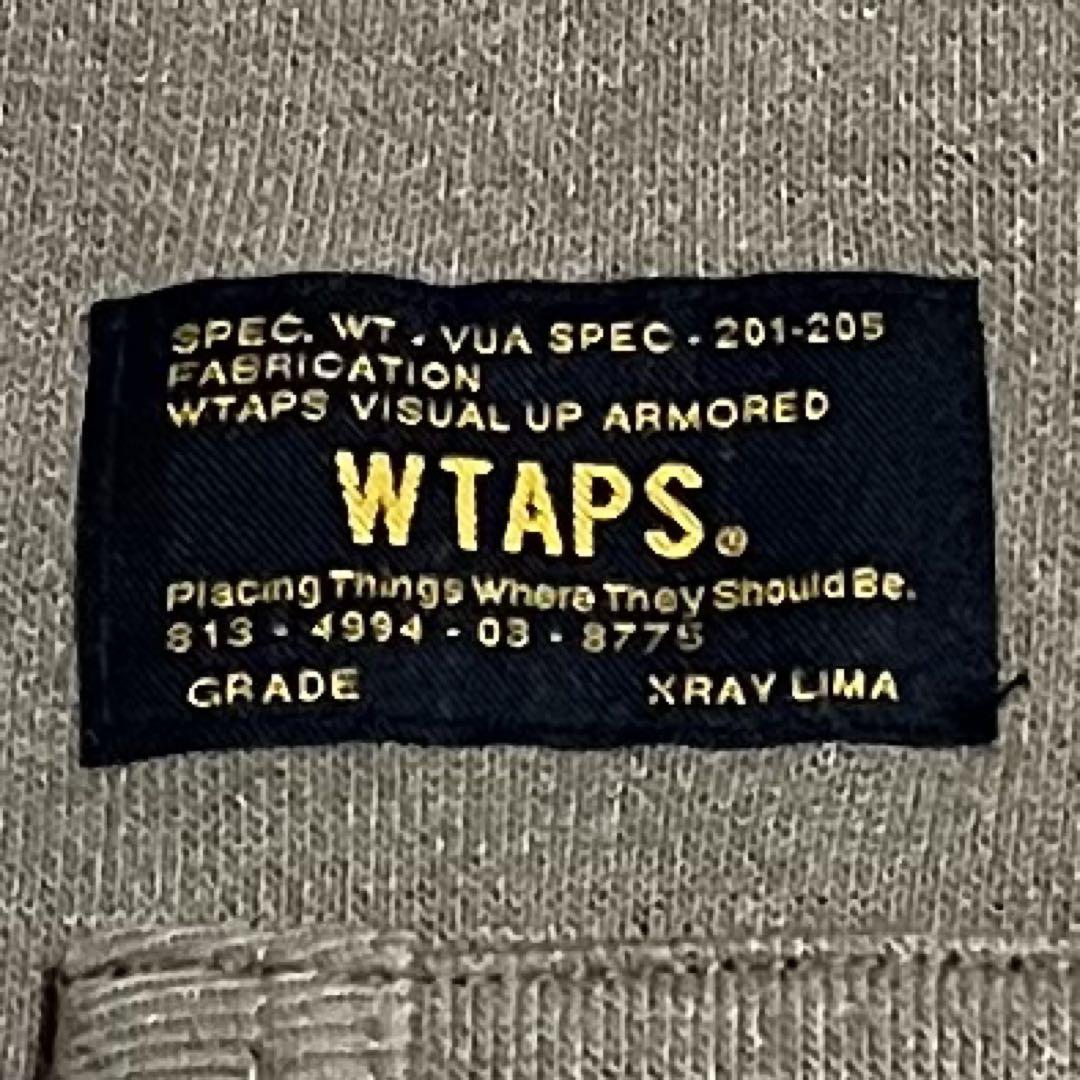 SPEC. WT - VUA SPEC - 201-205
FABRICATION
WTAPS VISUAL UP ARMORED
WTAPS®
Placing Things Where They Should Be.
813 - 4994 - 03 - 8775
GRADE XRAY LIMA